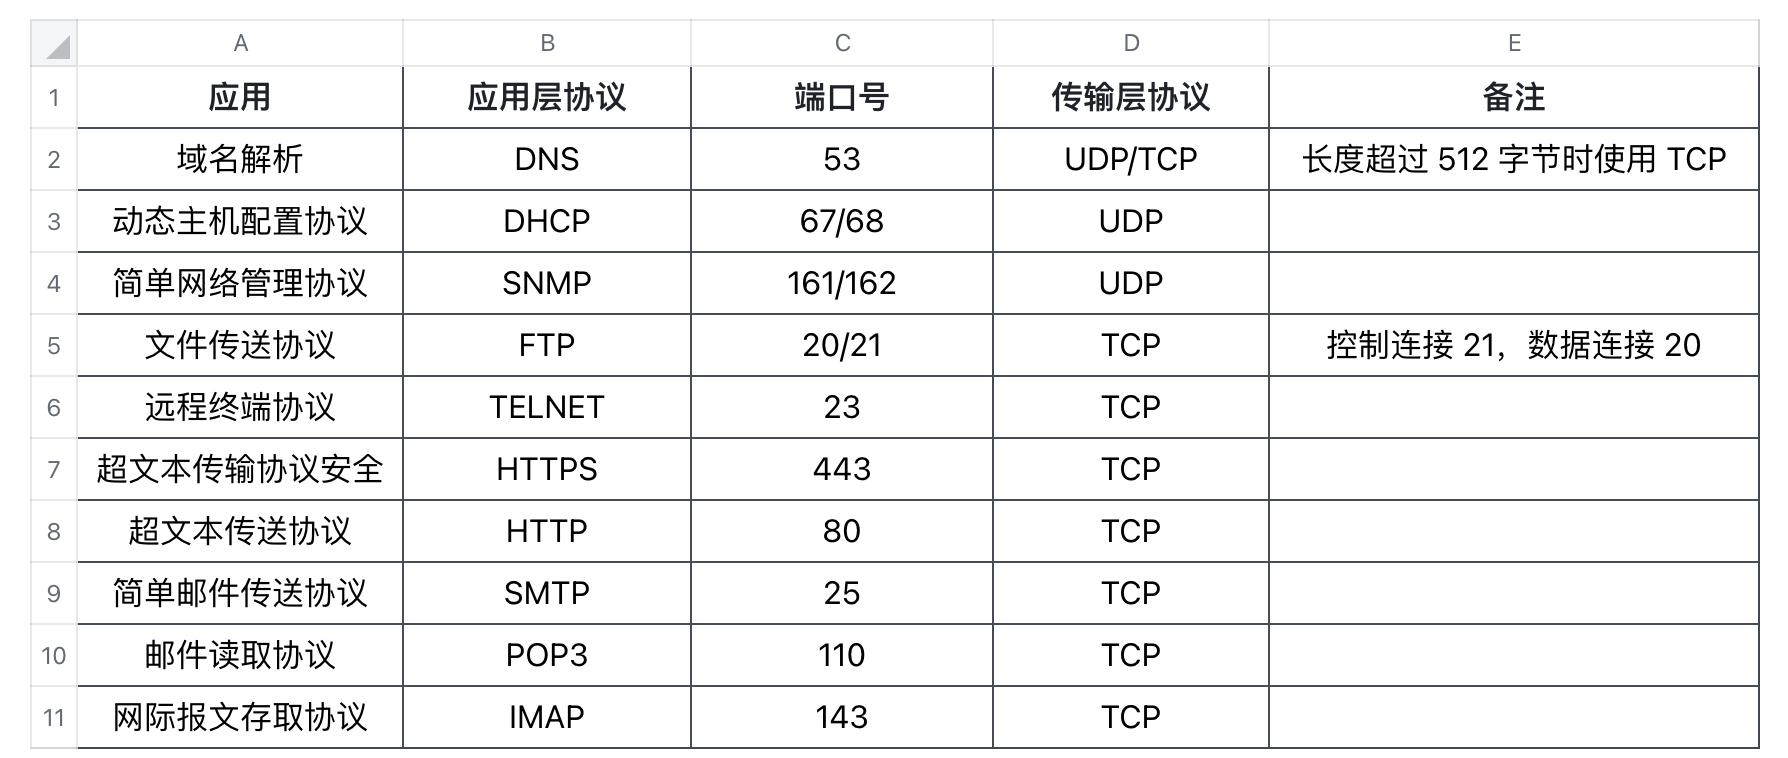 A B C D E
1 应用 应用层协议 端口号 传输层协议 备注
2 域名解析 DNS 53 UDP/TCP 长度超过 512 字节时使用 TCP
3 动态主机配置协议 DHCP 67/68 UDP
4 简单网络管理协议 SNMP 161/162 UDP
5 文件传送协议 FTP 20/21 TCP 控制连接 21，数据连接 20
6 远程终端协议 TELNET 23 TCP
7 超文本传输协议安全 HTTPS 443 TCP
8 超文本传送协议 HTTP 80 TCP
9 简单邮件传送协议 SMTP 25 TCP
10 邮件读取协议 POP3 110 TCP
11 网际报文存取协议 IMAP 143 TCP